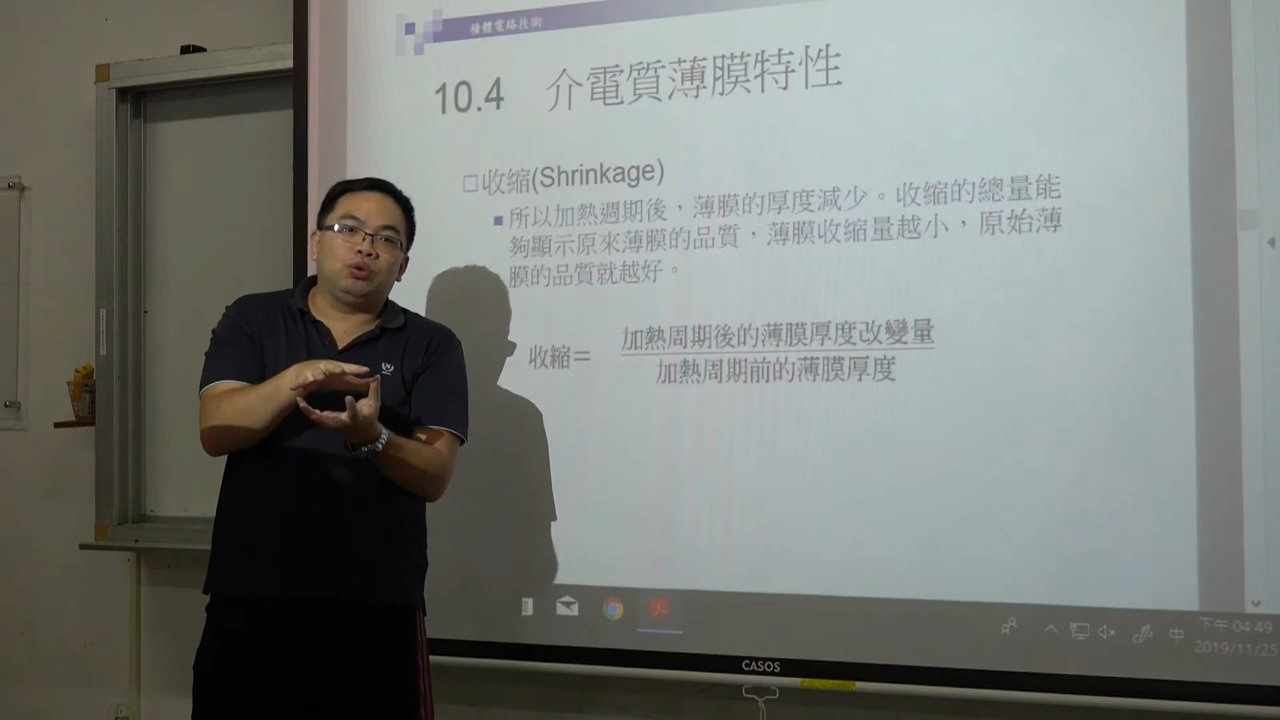 積體電路技術
10.4 介電質薄膜特性
□收縮(Shrinkage)
■所以加熱週期後，薄膜的厚度減少。收縮的總量能
夠顯示原來薄膜的品質，薄膜收縮量越小，原始薄
膜的品質就越好。
收縮＝ 加熱周期後的薄膜厚度改變量
加熱周期前的薄膜厚度
中 下午 04:49
2019/11/25
CASOS